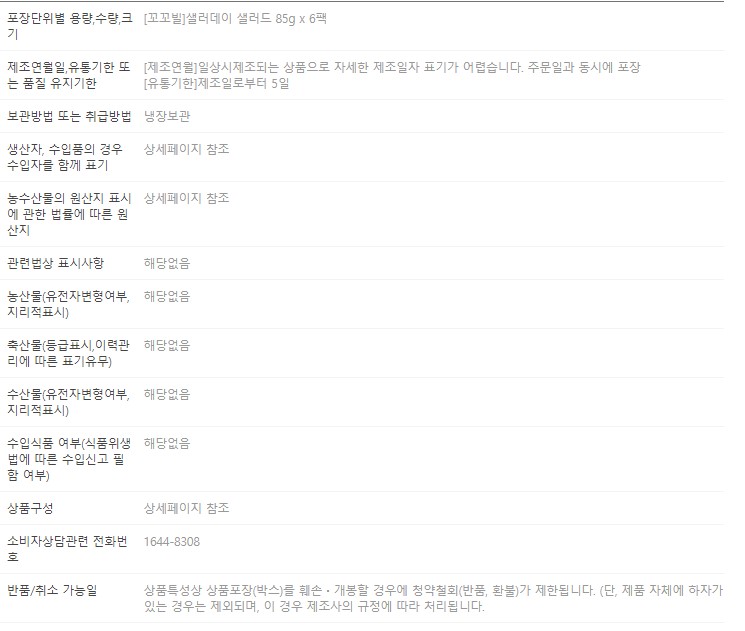 포장단위별 용량,수량,크
기
[꼬꼬빌]샐러데이 샐러드 85g x 6팩
제조연월일,유통기한 또
는 품질 유지기한
[제조연월]일상시제조되는 상품으로 자세한 제조일자 표기가 어렵습니다. 주문일과 동시에 포장
[유통기한]제조일로부터 5일
보관방법 또는 취급방법
냉장보관
생산자, 수입품의 경우
수입자를 함께 표기
상세페이지 참조
농수산물의 원산지 표시
에 관한 법률에 따른 원
산지
상세페이지 참조
관련법상 표시사항
해당없음
농산물(유전자변형여부,
지리적표시)
해당없음
축산물(등급표시,이력관
리에 따른 표기유무)
해당없음
수산물(유전자변형여부,
지리적표시)
해당없음
수입식품 여부(식품위생
법에 따른 수입신고 필
함 여부)
해당없음
상품구성
상세페이지 참조
소비자상담관련 전화번
호
1644-8308
반품/취소 가능일
상품특성상 상품포장(박스)를 훼손·개봉할 경우에 청약철회(반품, 환불)가 제한됩니다. (단, 제품 자체에 하자가
있는 경우는 제외되며, 이 경우 제조사의 규정에 따라 처리됩니다.